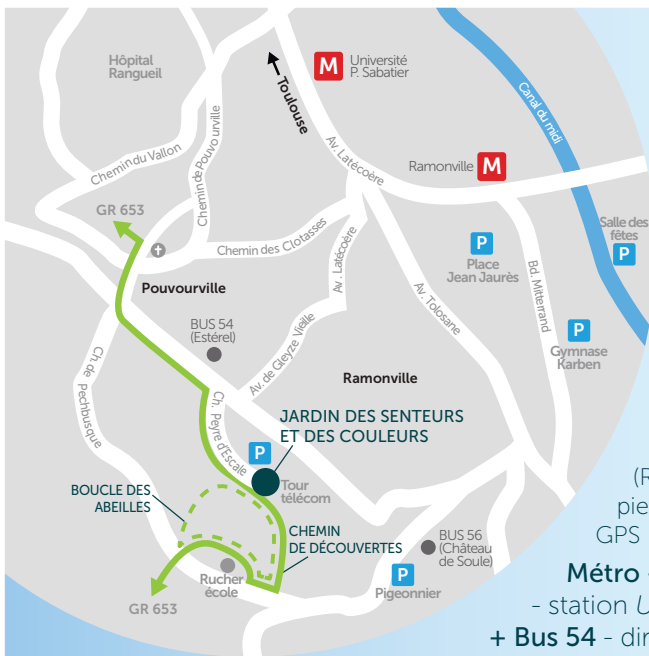 Hôpital
Rangueil
M
Université
P. Sabatier
Toulouse
Canal du midi
Chemin du Vallon
Chemin de Pouvourville
Av. Latécoère
Ramonville
M
GR 653
Chemin des Clotasses
Salle des
fêtes
P
P
Place
Jean Jaurès
Av. Latécoère
Pouvourville
Av. Tolosane
Bd. Mitterrand
BUS 54
(Estérel)
P
Gymnase
Karben
Av. de Gleyze Vieille
Ch. de
Pechbusque
Ramonville
Ch. Peyre d'Escale
JARDIN DES SENTEURS
ET DES COULEURS
P
Tour
télécom
BOUCLE DES
ABEILLES
CHEMIN
DE DÉCOUVERTES
BUS 56
(Château
de Soule)
P
Pigeonnier
Rucher
école
GR 653
(R
pie
GPS
Métro
- station U
+ Bus 54 - dir